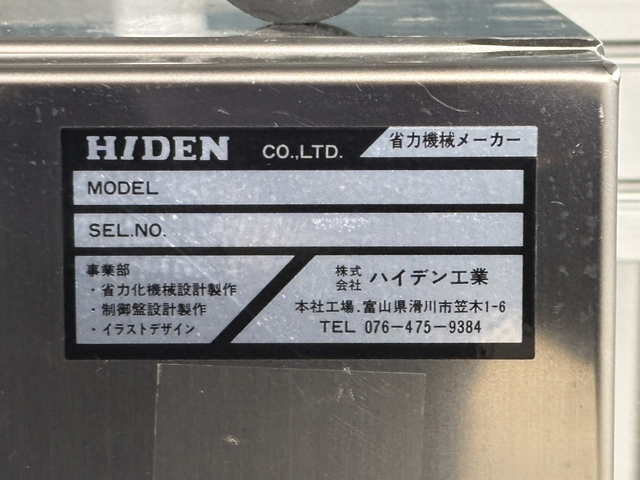 HIDEN CO.,LTD. 省力機械メーカー
MODEL
SEL.NO.
事業部
・省力化機械設計製作
・制御盤設計製作
・イラストデザイン
株式会社 ハイデン工業
本社工場.富山県滑川市笠木1-6
TEL 076-475-9384